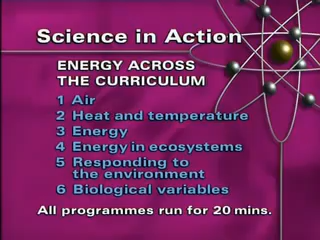 Science in Action
ENERGY ACROSS
THE CURRICULUM
1 Air
2 Heat and temperature
3 Energy
4 Energy in ecosystems
5 Responding to
the environment
6 Biological variables
All programmes run for 20 mins.